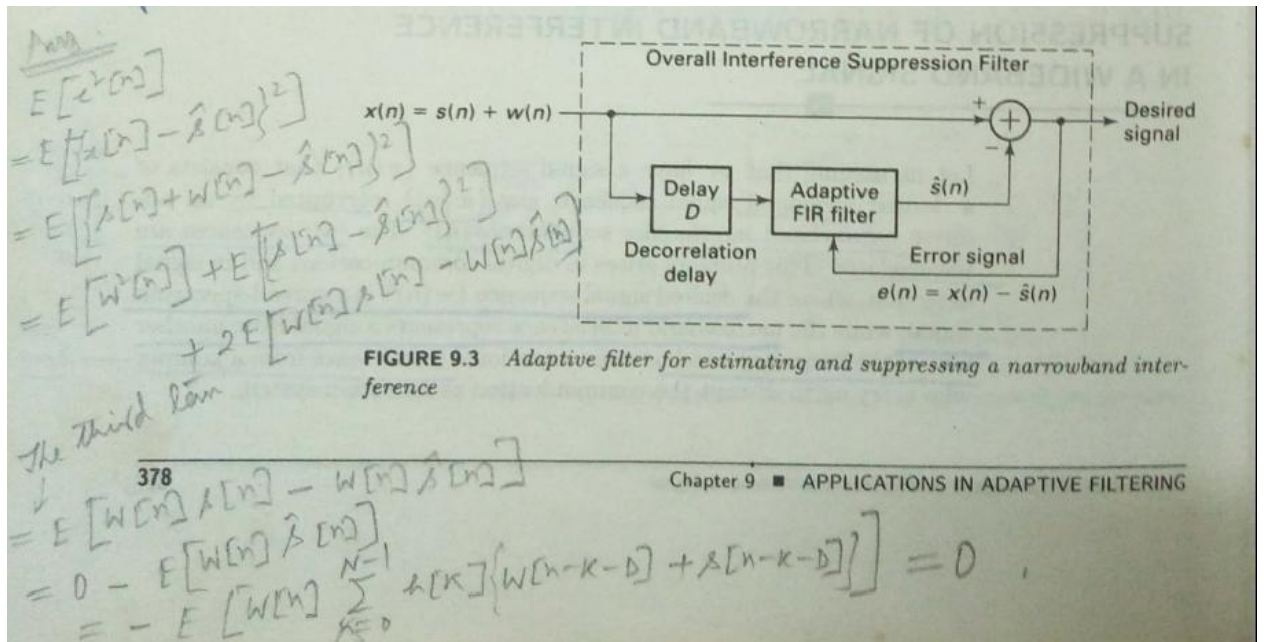 Ans.
E[e²[n]]
= E[{x[n] - ŝ[n]}²]
= E[{s[n] + w[n] - ŝ[n]}²]
= E[w²[n]] + E[{s[n] - ŝ[n]}²]
+ 2E[w[n]s[n] - w[n]ŝ[n]]
The third
= E[w[n]s[n] - w[n]ŝ[n]]
= 0 - E[w[n]ŝ[n]]
= - E[w[n] Σ_{K=0}^{N-1} h[K]{w[n-K-D] + s[n-K-D]}] = 0.
SUPPRESSION OF NARROWBAND INTERFERENCE
IN A WIDEBAND SIGNAL
Overall Interference Suppression Filter
x(n) = s(n) + w(n)
+
+
−
Desired
signal
Delay
D
Adaptive
FIR filter
ŝ(n)
Decorrelation
delay
Error signal
e(n) = x(n) − ŝ(n)
FIGURE 9.3 Adaptive filter for estimating and suppressing a narrowband inter-
ference
378 Chapter 9 ■ APPLICATIONS IN ADAPTIVE FILTERING